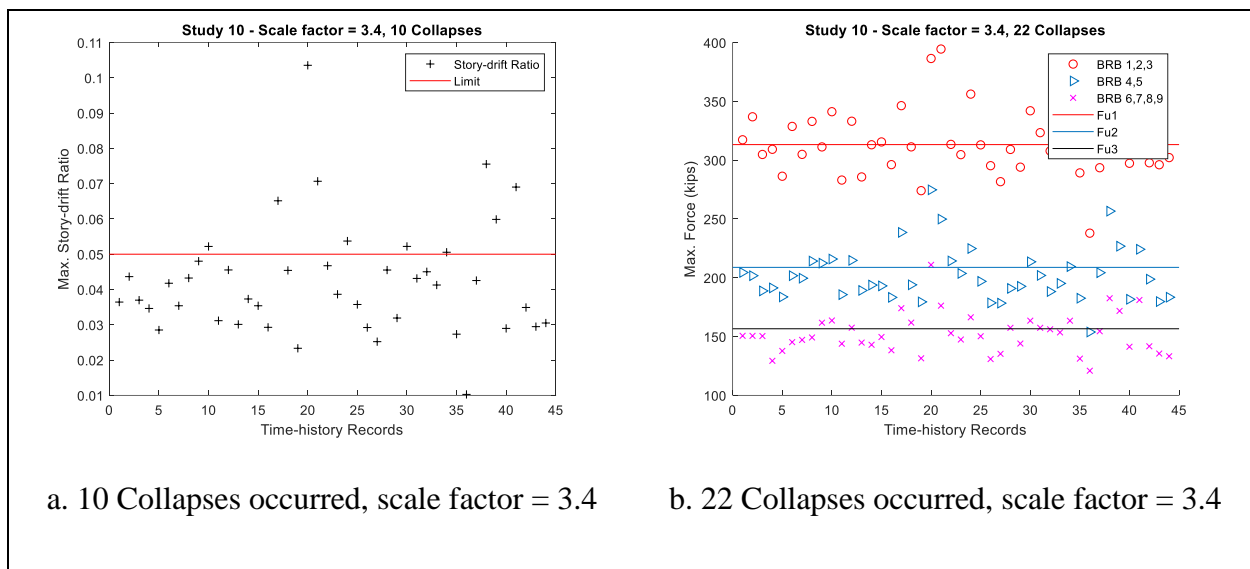 Study 10 - Scale factor = 3.4, 10 Collapses
0.11
0.1
0.09
0.08
0.07
0.06
0.05
0.04
0.03
0.02
0.01
Max. Story-drift Ratio
Story-drift Ratio
Limit
0 5 10 15 20 25 30 35 40 45
Time-history Records
Study 10 - Scale factor = 3.4, 22 Collapses
400
350
300
250
200
150
100
Max. Force (kips)
BRB 1,2,3
BRB 4,5
BRB 6,7,8,9
Fu1
Fu2
Fu3
0 5 10 15 20 25 30 35 40 45
Time-history Records
a. 10 Collapses occurred, scale factor = 3.4
b. 22 Collapses occurred, scale factor = 3.4